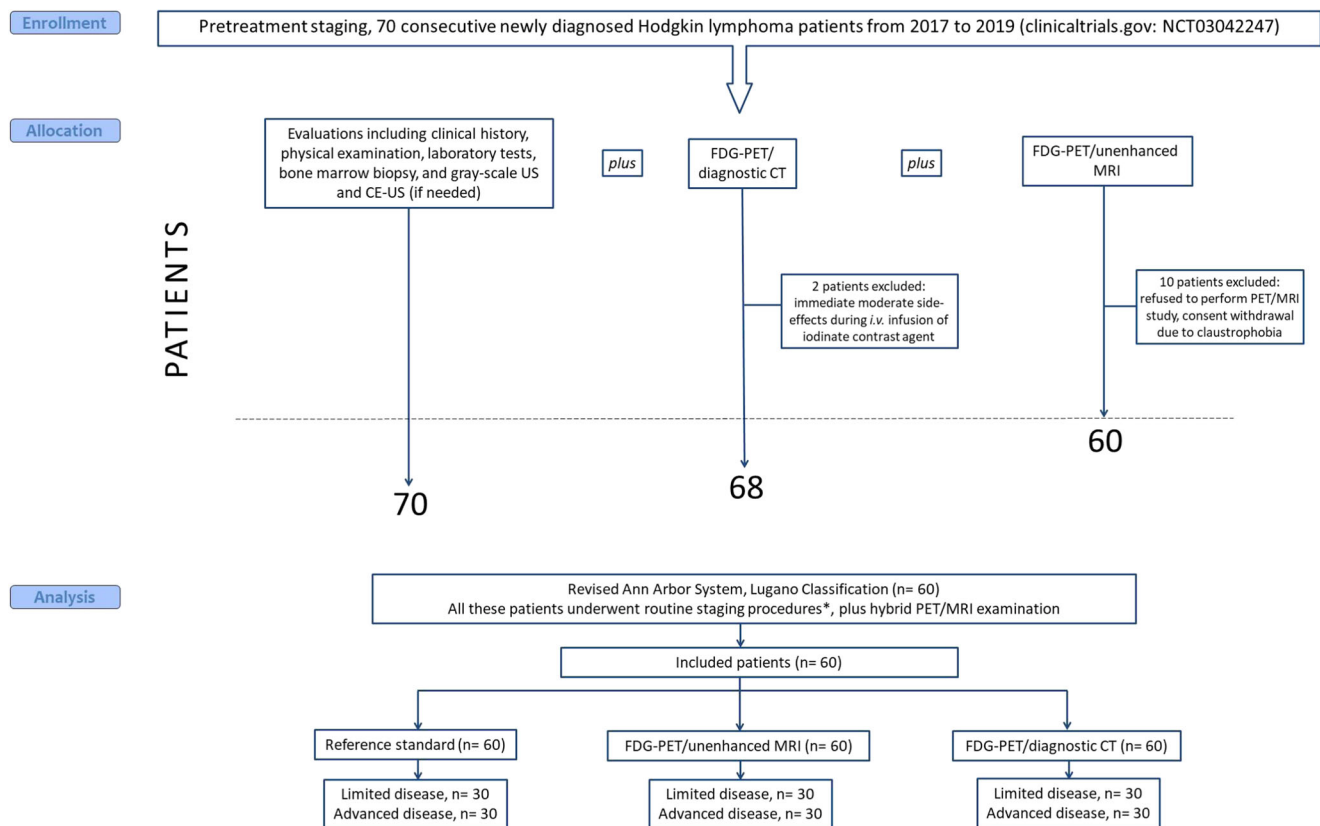 Enrollment
Pretreatment staging, 70 consecutive newly diagnosed Hodgkin lymphoma patients from 2017 to 2019 (clinicaltrials.gov: NCT03042247)
Allocation
Evaluations including clinical history,
physical examination, laboratory tests,
bone marrow biopsy, and gray-scale US
and CE-US (if needed)
plus
FDG-PET/
diagnostic CT
plus
FDG-PET/unenhanced
MRI
PATIENTS
2 patients excluded:
immediate moderate side-
effects during i.v. infusion of
iodinate contrast agent
10 patients excluded:
refused to perform PET/MRI
study, consent withdrawal
due to claustrophobia
70
68
60
Analysis
Revised Ann Arbor System, Lugano Classification (n= 60)
All these patients underwent routine staging procedures*, plus hybrid PET/MRI examination
Included patients (n= 60)
Reference standard (n= 60)
FDG-PET/unenhanced MRI (n= 60)
FDG-PET/diagnostic CT (n= 60)
Limited disease, n= 30
Advanced disease, n= 30
Limited disease, n= 30
Advanced disease, n= 30
Limited disease, n= 30
Advanced disease, n= 30